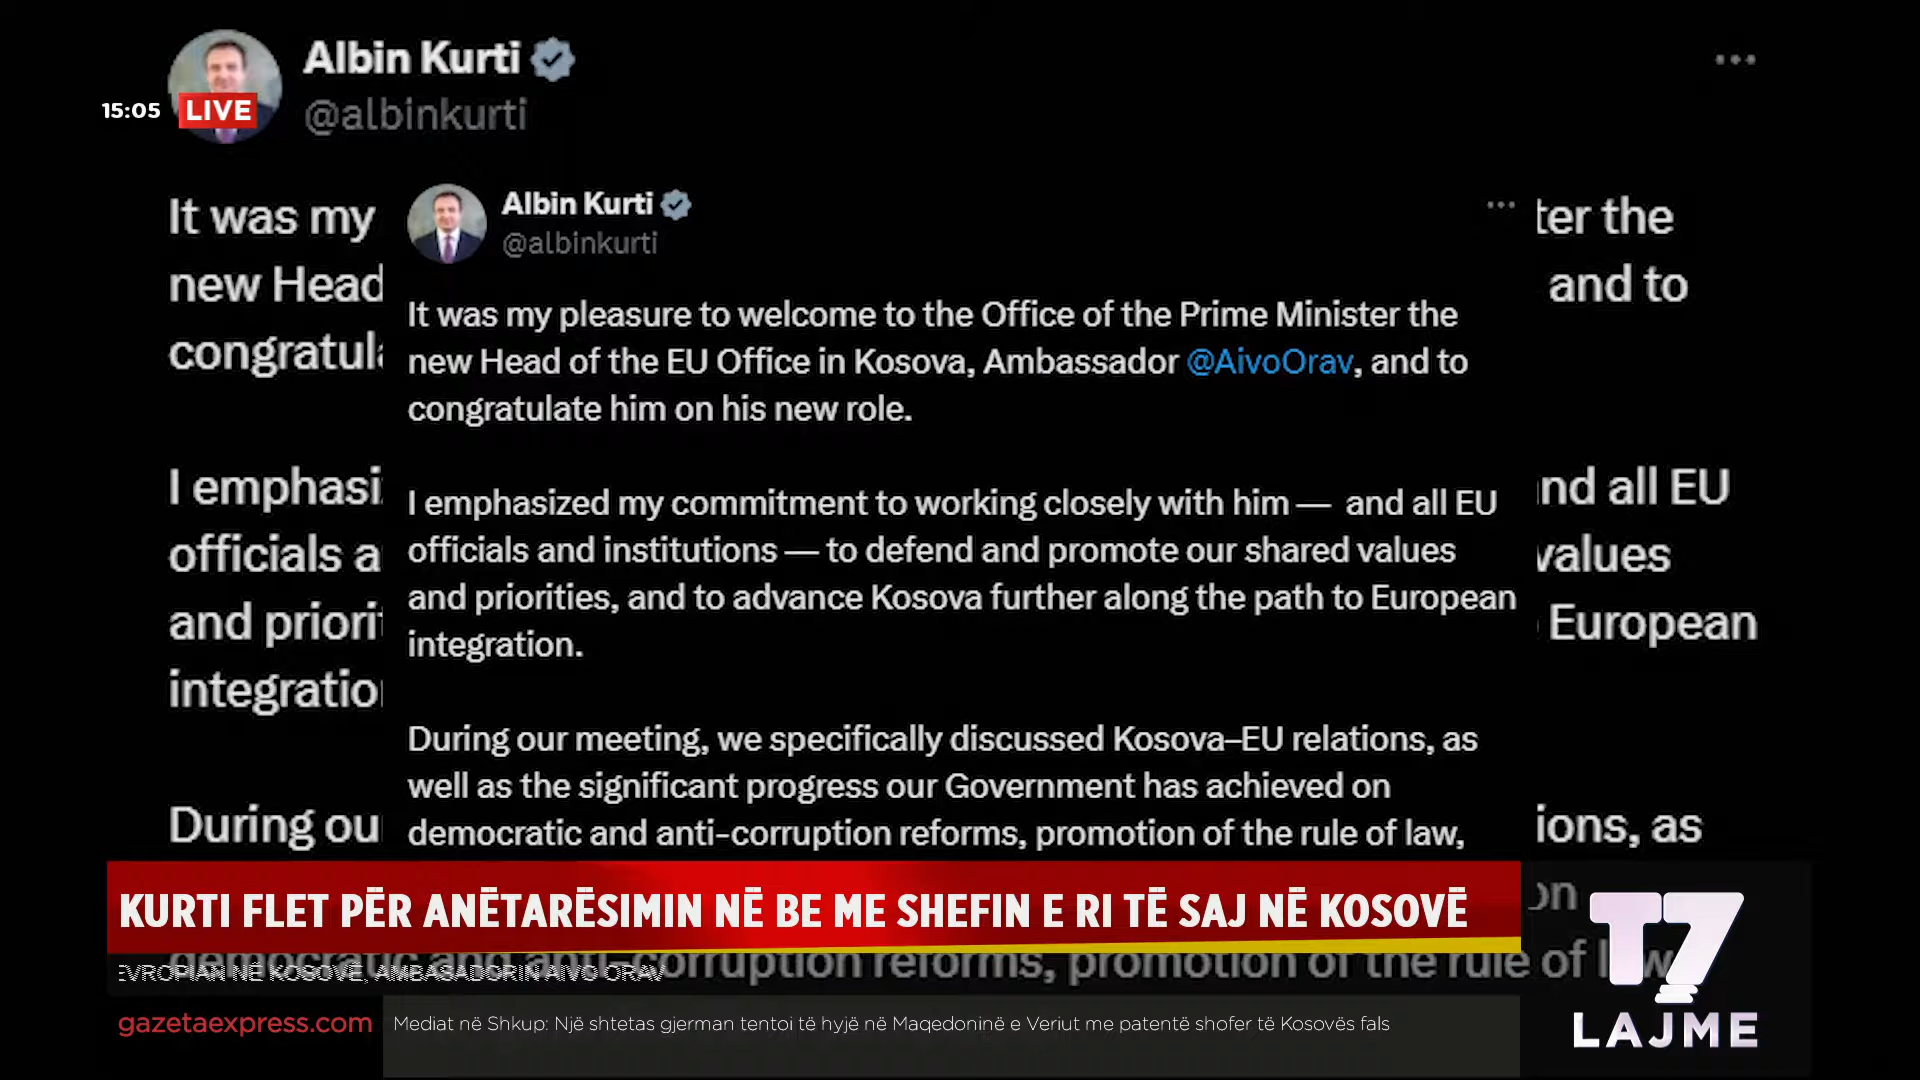 Albin Kurti
@albinkurti
15:05 LIVE
It was my
new Head
congratul
I emphasi
officials a
and priori
integratio
During ou
ter the
and to
nd all EU
values
European
ions, as
on
democratic and anti-corruption reforms, promotion of the rule of law
Albin Kurti
@albinkurti
It was my pleasure to welcome to the Office of the Prime Minister the
new Head of the EU Office in Kosova, Ambassador @AivoOrav, and to
congratulate him on his new role.
I emphasized my commitment to working closely with him — and all EU
officials and institutions — to defend and promote our shared values
and priorities, and to advance Kosova further along the path to European
integration.
During our meeting, we specifically discussed Kosova–EU relations, as
well as the significant progress our Government has achieved on
democratic and anti-corruption reforms, promotion of the rule of law,
KURTI FLET PËR ANËTARËSIMIN NË BE ME SHEFIN E RI TË SAJ NË KOSOVË
EVROPIAN NË KOSOVË, AMBASADORIN AIVO ORAV
gazetaexpress.com
Mediat në Shkup: Një shtetas gjerman tentoi të hyjë në Maqedoninë e Veriut me patentë shofer të Kosovës fals
T7
LAJME